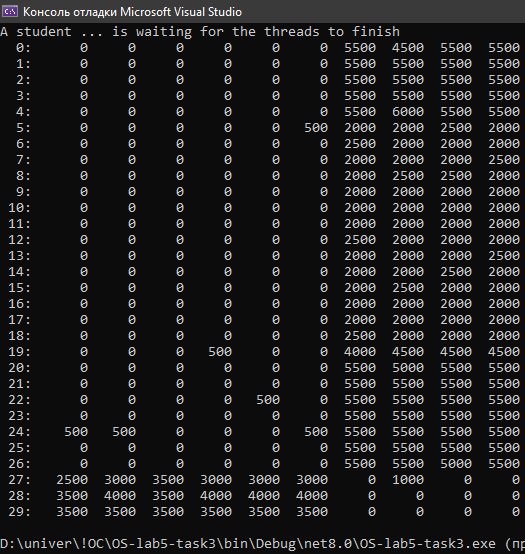 Консоль отладки Microsoft Visual Studio
A student ... is waiting for the threads to finish
0: 0 0 0 0 0 0 5500 4500 5500 5500
1: 0 0 0 0 0 0 5500 5500 5500 5500
2: 0 0 0 0 0 0 5500 5500 5500 5500
3: 0 0 0 0 0 0 5500 5500 5500 5500
4: 0 0 0 0 0 0 5500 6000 5500 5500
5: 0 0 0 0 0 500 2000 2000 2500 2000
6: 0 0 0 0 0 0 2500 2000 2000 2000
7: 0 0 0 0 0 0 2000 2000 2000 2500
8: 0 0 0 0 0 0 2000 2500 2500 2000
9: 0 0 0 0 0 0 2000 2000 2000 2000
10: 0 0 0 0 0 0 2000 2000 2000 2000
11: 0 0 0 0 0 0 2000 2000 2000 2000
12: 0 0 0 0 0 0 2500 2000 2000 2000
13: 0 0 0 0 0 0 2000 2000 2000 2500
14: 0 0 0 0 0 0 2000 2000 2500 2000
15: 0 0 0 0 0 0 2000 2500 2000 2000
16: 0 0 0 0 0 0 2000 2000 2000 2000
17: 0 0 0 0 0 0 2000 2000 2000 2000
18: 0 0 0 0 0 0 2500 2000 2000 2000
19: 0 0 0 500 0 0 4000 4500 4500 4500
20: 0 0 0 0 0 0 5500 5000 5500 5500
21: 0 0 0 0 0 0 5500 5500 5500 5500
22: 0 0 0 0 500 0 5500 5500 5500 5500
23: 0 0 0 0 0 0 5500 5500 5500 5500
24: 500 500 0 0 0 500 5500 5500 5500 5500
25: 0 0 0 0 0 0 5500 5500 5500 5500
26: 0 0 0 0 0 0 5500 5500 5000 5500
27: 2500 3000 3000 3000 3000 3000 0 1000 0 0
28: 3500 4000 3500 4000 4000 4000 0 0 0 0
29: 3500 3500 3500 3500 3500 3500 0 0 0 0
D:\univer\!OC\OS-lab5-task3\bin\Debug\net8.0\OS-lab5-task3.exe (пр